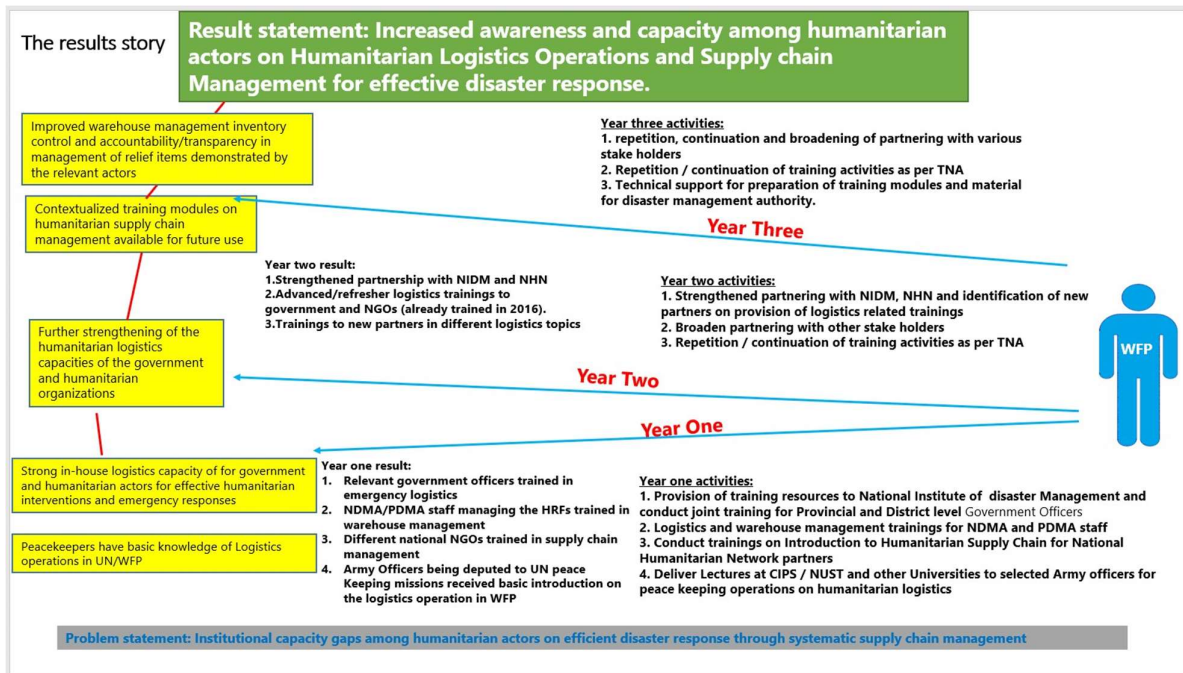 The results story
Result statement: Increased awareness and capacity among humanitarian
actors on Humanitarian Logistics Operations and Supply chain
Management for effective disaster response.
Improved warehouse management inventory
control and accountability/transparency in
management of relief items demonstrated by
the relevant actors
Year three activities:
1. repetition, continuation and broadening of partnering with various
stake holders
2. Repetition / continuation of training activities as per TNA
3. Technical support for preparation of training modules and material
for disaster management authority.
Contextualized training modules on
humanitarian supply chain
management available for future use
Year Three
Year two result:
1.Strengthened partnership with NIDM and NHN
2.Advanced/refresher logistics trainings to
government and NGOs (already trained in 2016).
3.Trainings to new partners in different logistics topics
Year two activities:
1. Strengthened partnering with NIDM, NHN and identification of new
partners on provision of logistics related trainings
2. Broaden partnering with other stake holders
3. Repetition / continuation of training activities as per TNA
WFP
Further strengthening of the
humanitarian logistics
capacities of the government
and humanitarian
organizations
Year Two
Year One
Strong in-house logistics capacity of for government
and humanitarian actors for effective humanitarian
interventions and emergency responses
Peacekeepers have basic knowledge of Logistics
operations in UN/WFP
Year one result:
1. Relevant government officers trained in
emergency logistics
2. NDMA/PDMA staff managing the HRFs trained in
warehouse management
3. Different national NGOs trained in supply chain
management
4. Army Officers being deputed to UN peace
Keeping missions received basic introduction on
the logistics operation in WFP
Year one activities:
1. Provision of training resources to National Institute of disaster Management and
conduct joint training for Provincial and District level Government Officers
2. Logistics and warehouse management trainings for NDMA and PDMA staff
3. Conduct trainings on Introduction to Humanitarian Supply Chain for National
Humanitarian Network partners
4. Deliver Lectures at CIPS / NUST and other Universities to selected Army officers for
peace keeping operations on humanitarian logistics
Problem statement: Institutional capacity gaps among humanitarian actors on efficient disaster response through systematic supply chain management